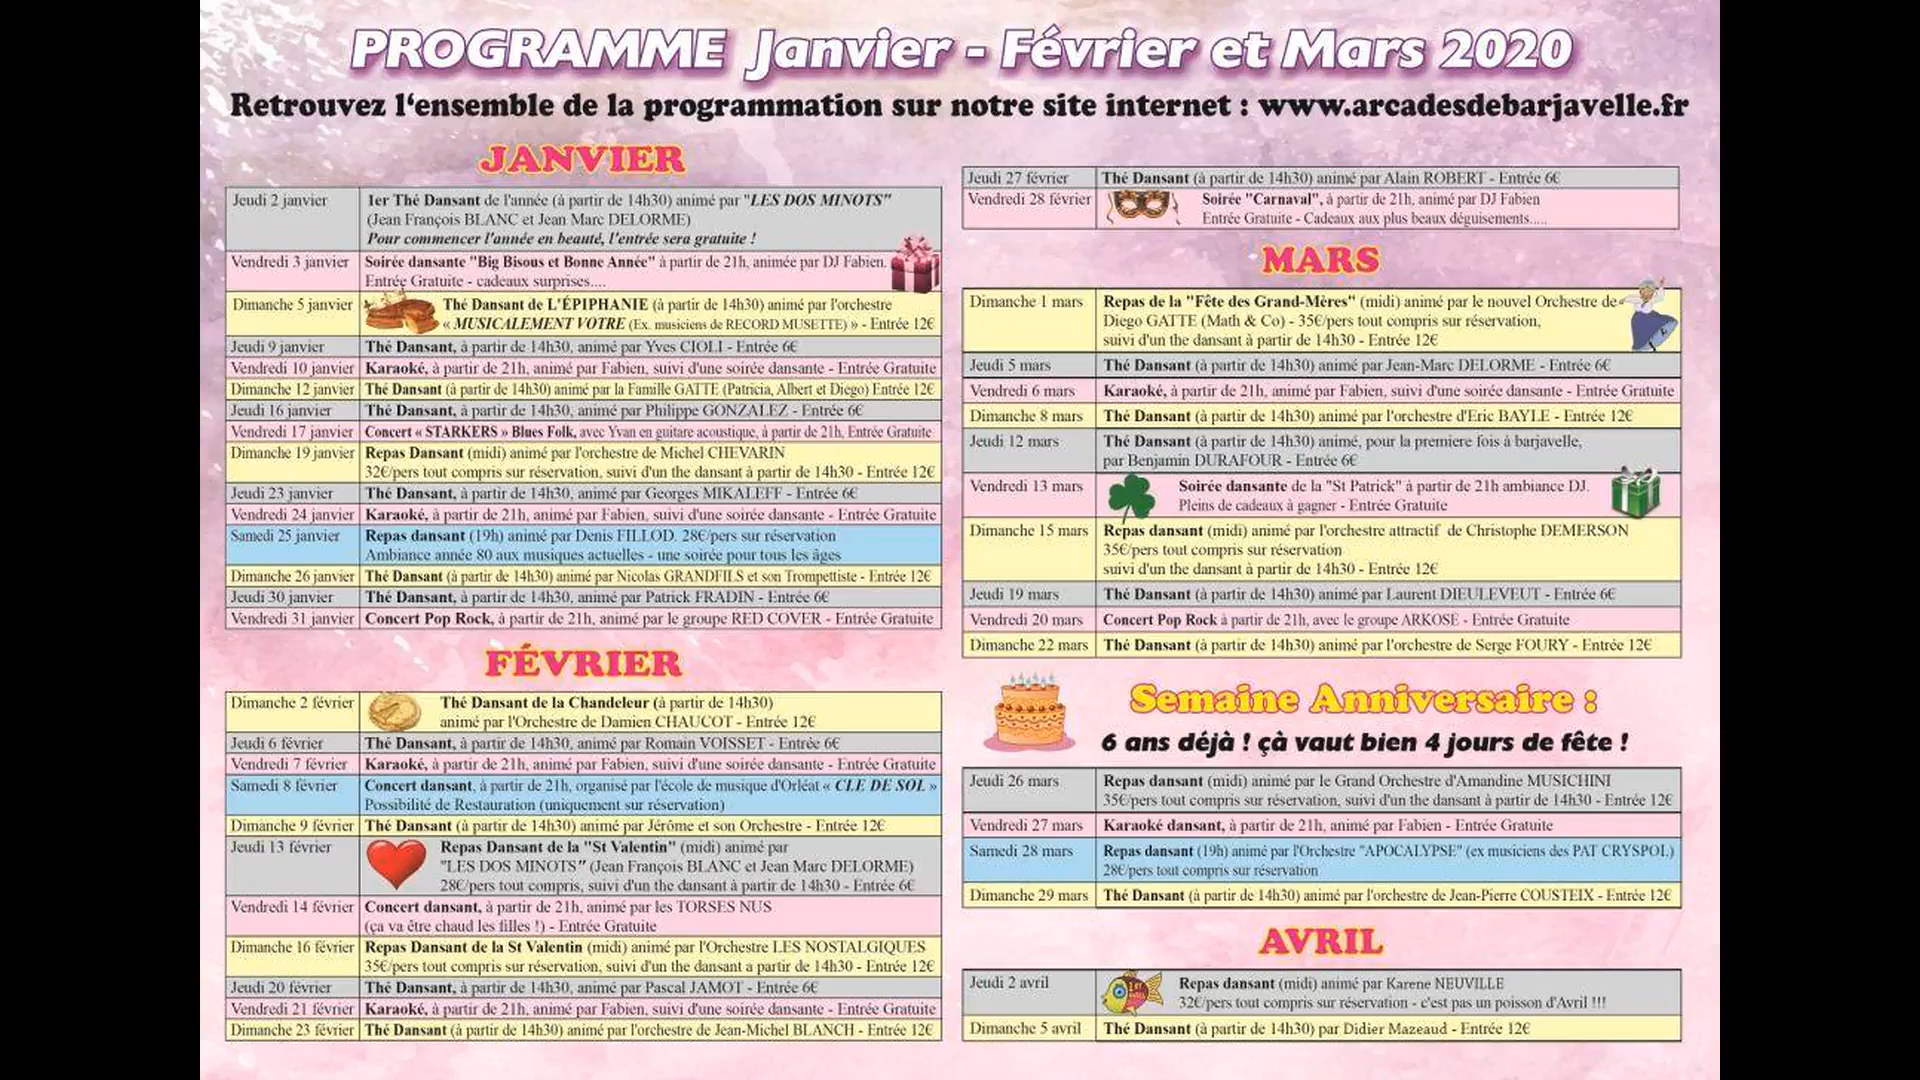 PROGRAMME Janvier - Février et Mars 2020
Retrouvez l'ensemble de la programmation sur notre site internet : www.arcadesdebarjavelle.fr
JANVIER
Jeudi 2 janvier 1er Thé Dansant de l'année (à partir de 14h30) animé par "LES DOS MINOTS"
(Jean François BLANC et Jean Marc DELORME)
Pour commencer l'année en beauté, l'entrée sera gratuite !
Vendredi 3 janvier Soirée dansante "Big Bisous et Bonne Année" à partir de 21h, animée par DJ Fabien.
Entrée Gratuite - cadeaux surprises....
Dimanche 5 janvier Thé Dansant de L'ÉPIPHANIE (à partir de 14h30) animé par l'orchestre
« MUSICALEMENT VOTRE (Ex. musiciens de RECORD MUSETTE) » - Entrée 12€
Jeudi 9 janvier Thé Dansant, à partir de 14h30, animé par Yves CIOLI - Entrée 6€
Vendredi 10 janvier Karaoké, à partir de 21h, animé par Fabien, suivi d'une soirée dansante - Entrée Gratuite
Dimanche 12 janvier Thé Dansant (à partir de 14h30) animé par la Famille GATTE (Patricia, Albert et Diego) Entrée 12€
Jeudi 16 janvier Thé Dansant, à partir de 14h30, animé par Philippe GONZALEZ - Entrée 6€
Vendredi 17 janvier Concert « STARKERS » Blues Folk, avec Yvan en guitare acoustique, à partir de 21h, Entrée Gratuite
Dimanche 19 janvier Repas Dansant (midi) animé par l'orchestre de Michel CHEVARIN
32€/pers tout compris sur réservation, suivi d'un the dansant à partir de 14h30 - Entrée 12€
Jeudi 23 janvier Thé Dansant, à partir de 14h30, animé par Georges MIKALEFF - Entrée 6€
Vendredi 24 janvier Karaoké, à partir de 21h, animé par Fabien, suivi d'une soirée dansante - Entrée Gratuite
Samedi 25 janvier Repas dansant (19h) animé par Denis FILLOD. 28€/pers sur réservation
Ambiance année 80 aux musiques actuelles - une soirée pour tous les âges
Dimanche 26 janvier Thé Dansant (à partir de 14h30) animé par Nicolas GRANDFILS et son Trompettiste - Entrée 12€
Jeudi 30 janvier Thé Dansant, à partir de 14h30, animé par Patrick FRADIN - Entrée 6€
Vendredi 31 janvier Concert Pop Rock, à partir de 21h, animé par le groupe RED COVER - Entrée Gratuite
FÉVRIER
Dimanche 2 février Thé Dansant de la Chandeleur (à partir de 14h30)
animé par l'Orchestre de Damien CHAUCOT - Entrée 12€
Jeudi 6 février Thé Dansant, à partir de 14h30, animé par Romain VOISSET - Entrée 6€
Vendredi 7 février Karaoké, à partir de 21h, animé par Fabien, suivi d'une soirée dansante - Entrée Gratuite
Samedi 8 février Concert dansant, à partir de 21h, organisé par l'école de musique d'Orléat « CLE DE SOL »
Possibilité de Restauration (uniquement sur réservation)
Dimanche 9 février Thé Dansant (à partir de 14h30) animé par Jérôme et son Orchestre - Entrée 12€
Jeudi 13 février Repas Dansant de la "St Valentin" (midi) animé par
"LES DOS MINOTS" (Jean François BLANC et Jean Marc DELORME)
28€/pers tout compris, suivi d'un the dansant à partir de 14h30 - Entrée 6€
Vendredi 14 février Concert dansant, à partir de 21h, animé par les TORSES NUS
(ça va être chaud les filles !) - Entrée Gratuite
Dimanche 16 février Repas Dansant de la St Valentin (midi) animé par l'Orchestre LES NOSTALGIQUES
35€/pers tout compris sur réservation, suivi d'un the dansant a partir de 14h30 - Entrée 12€
Jeudi 20 février Thé Dansant, à partir de 14h30, animé par Pascal JAMOT - Entrée 6€
Vendredi 21 février Karaoké, à partir de 21h, animé par Fabien, suivi d'une soirée dansante - Entrée Gratuite
Dimanche 23 février Thé Dansant (à partir de 14h30) animé par l'orchestre de Jean-Michel BLANCH - Entrée 12€
Jeudi 27 février Thé Dansant (à partir de 14h30) animé par Alain ROBERT - Entrée 6€
Vendredi 28 février Soirée "Carnaval", à partir de 21h, animé par DJ Fabien
Entrée Gratuite - Cadeaux aux plus beaux déguisements.....
MARS
Dimanche 1 mars Repas de la "Fête des Grand-Mères" (midi) animé par le nouvel Orchestre de
Diego GATTE (Math & Co) - 35€/pers tout compris sur réservation,
suivi d'un the dansant à partir de 14h30 - Entrée 12€
Jeudi 5 mars Thé Dansant (à partir de 14h30) animé par Jean-Marc DELORME - Entrée 6€
Vendredi 6 mars Karaoké, à partir de 21h, animé par Fabien, suivi d'une soirée dansante - Entrée Gratuite
Dimanche 8 mars Thé Dansant (à partir de 14h30) animé par l'orchestre d'Eric BAYLE - Entrée 12€
Jeudi 12 mars Thé Dansant (à partir de 14h30) animé, pour la premiere fois à barjavelle,
par Benjamin DURAFOUR - Entrée 6€
Vendredi 13 mars Soirée dansante de la "St Patrick" à partir de 21h ambiance DJ.
Pleins de cadeaux à gagner - Entrée Gratuite
Dimanche 15 mars Repas dansant (midi) animé par l'orchestre attractif de Christophe DEMERSON
35€/pers tout compris sur réservation
suivi d'un the dansant à partir de 14h30 - Entrée 12€
Jeudi 19 mars Thé Dansant (à partir de 14h30) animé par Laurent DIEULEVEUT - Entrée 6€
Vendredi 20 mars Concert Pop Rock à partir de 21h, avec le groupe ARKOSE - Entrée Gratuite
Dimanche 22 mars Thé Dansant (à partir de 14h30) animé par l'orchestre de Serge FOURY - Entrée 12€
Semaine Anniversaire :
6 ans déjà ! çà vaut bien 4 jours de fête !
Jeudi 26 mars Repas dansant (midi) animé par le Grand Orchestre d'Amandine MUSICHINI
35€/pers tout compris sur réservation, suivi d'un the dansant à partir de 14h30 - Entrée 12€
Vendredi 27 mars Karaoké dansant, à partir de 21h, animé par Fabien - Entrée Gratuite
Samedi 28 mars Repas dansant (19h) animé par l'Orchestre "APOCALYPSE" (ex musiciens des PAT CRYSPOL)
28€/pers tout compris sur réservation
Dimanche 29 mars Thé Dansant (à partir de 14h30) animé par l'orchestre de Jean-Pierre COUSTEIX - Entrée 12€
AVRIL
Jeudi 2 avril Repas dansant (midi) animé par Karene NEUVILLE
32€/pers tout compris sur réservation - c'est pas un poisson d'Avril !!!
Dimanche 5 avril Thé Dansant (à partir de 14h30) par Didier Mazeaud - Entrée 12€